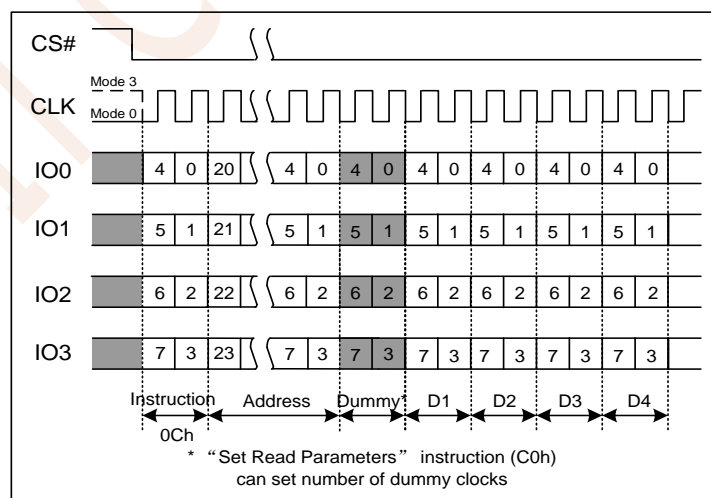 CS#
Mode 3
CLK
Mode 0
IO0 4 0 20 4 0 4 0 4 0 4 0 4 0 4 0
IO1 5 1 21 5 1 5 1 5 1 5 1 5 1 5 1
IO2 6 2 22 6 2 6 2 6 2 6 2 6 2 6 2
IO3 7 3 23 7 3 7 3 7 3 7 3 7 3 7 3
Instruction Address Dummy* D1 D2 D3 D4
0Ch
* “Set Read Parameters” instruction (C0h)
can set number of dummy clocks